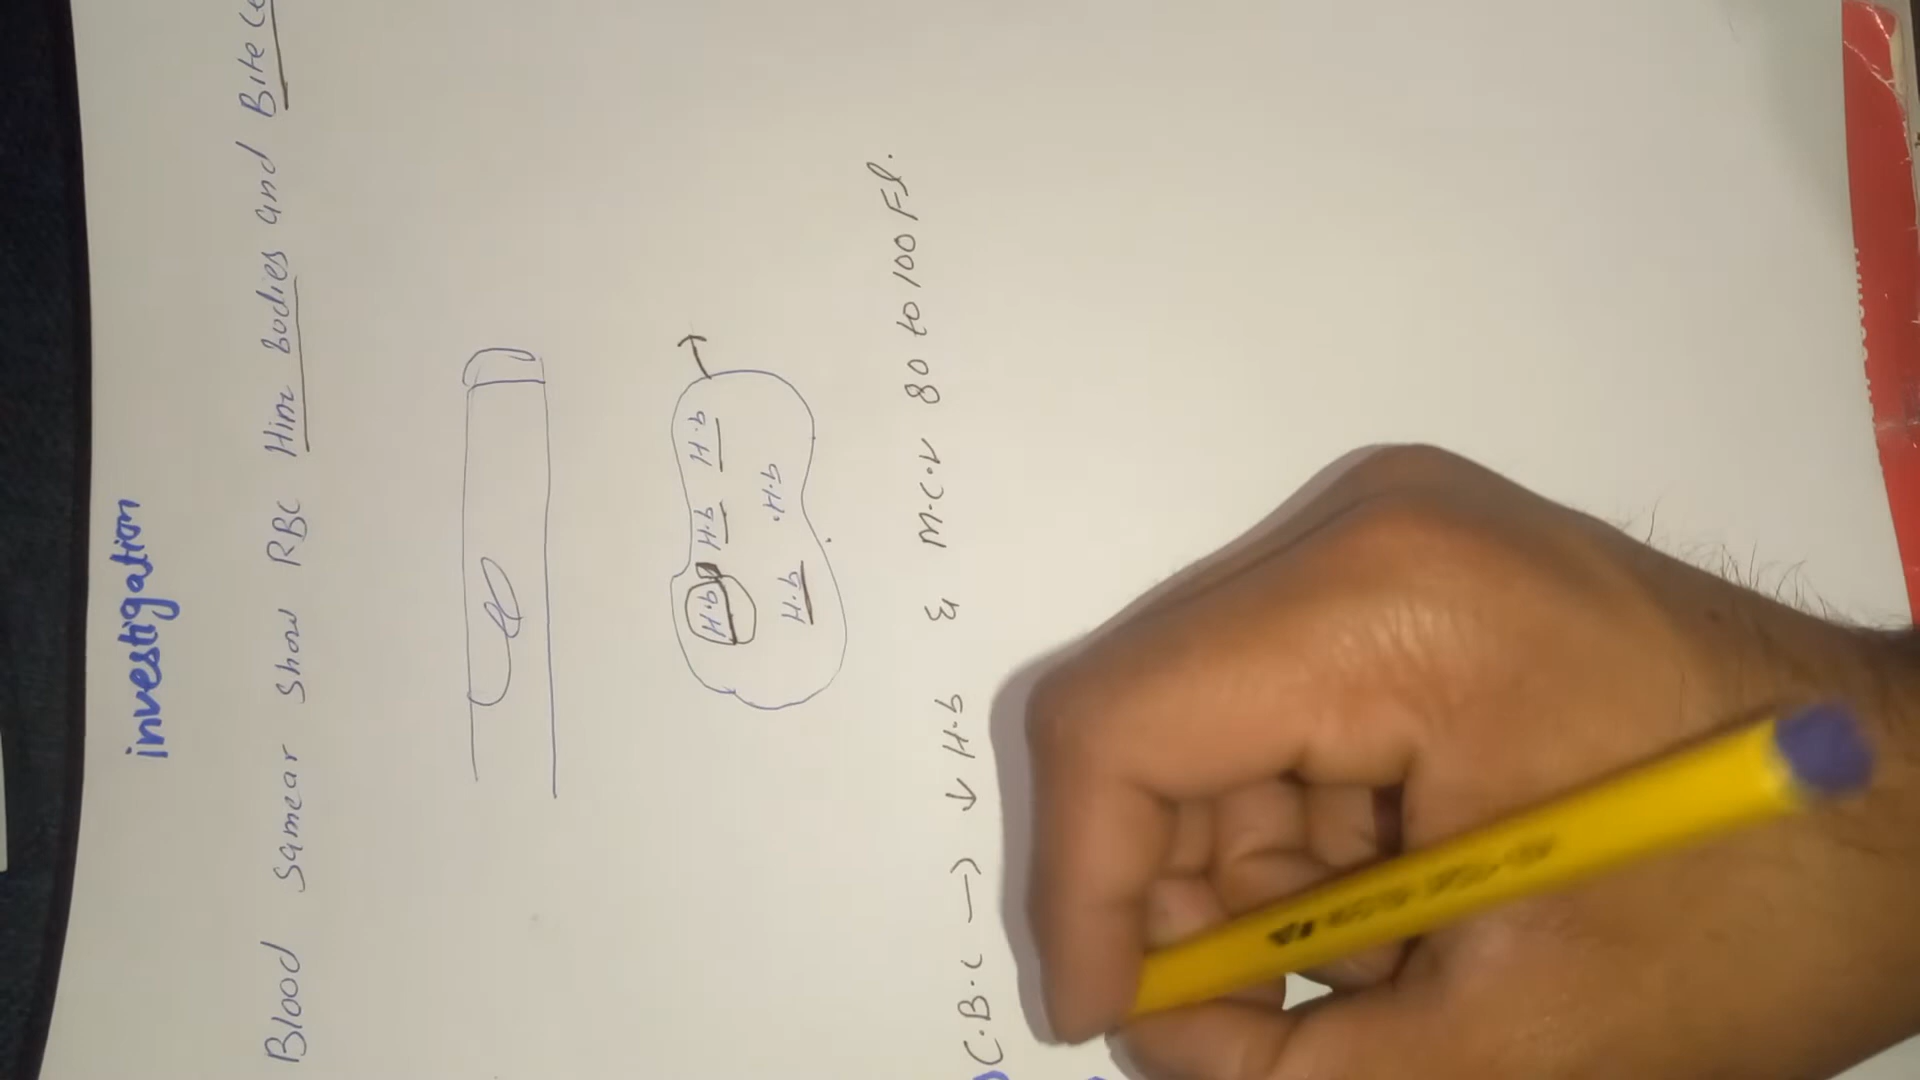 investigation
Blood Samear Show RBC Hinz bodies and Bite
H.b H.b H.b
H.b .H.b
C.B.C → ↓ H.b & M.C.V 80 to 100 Fl.